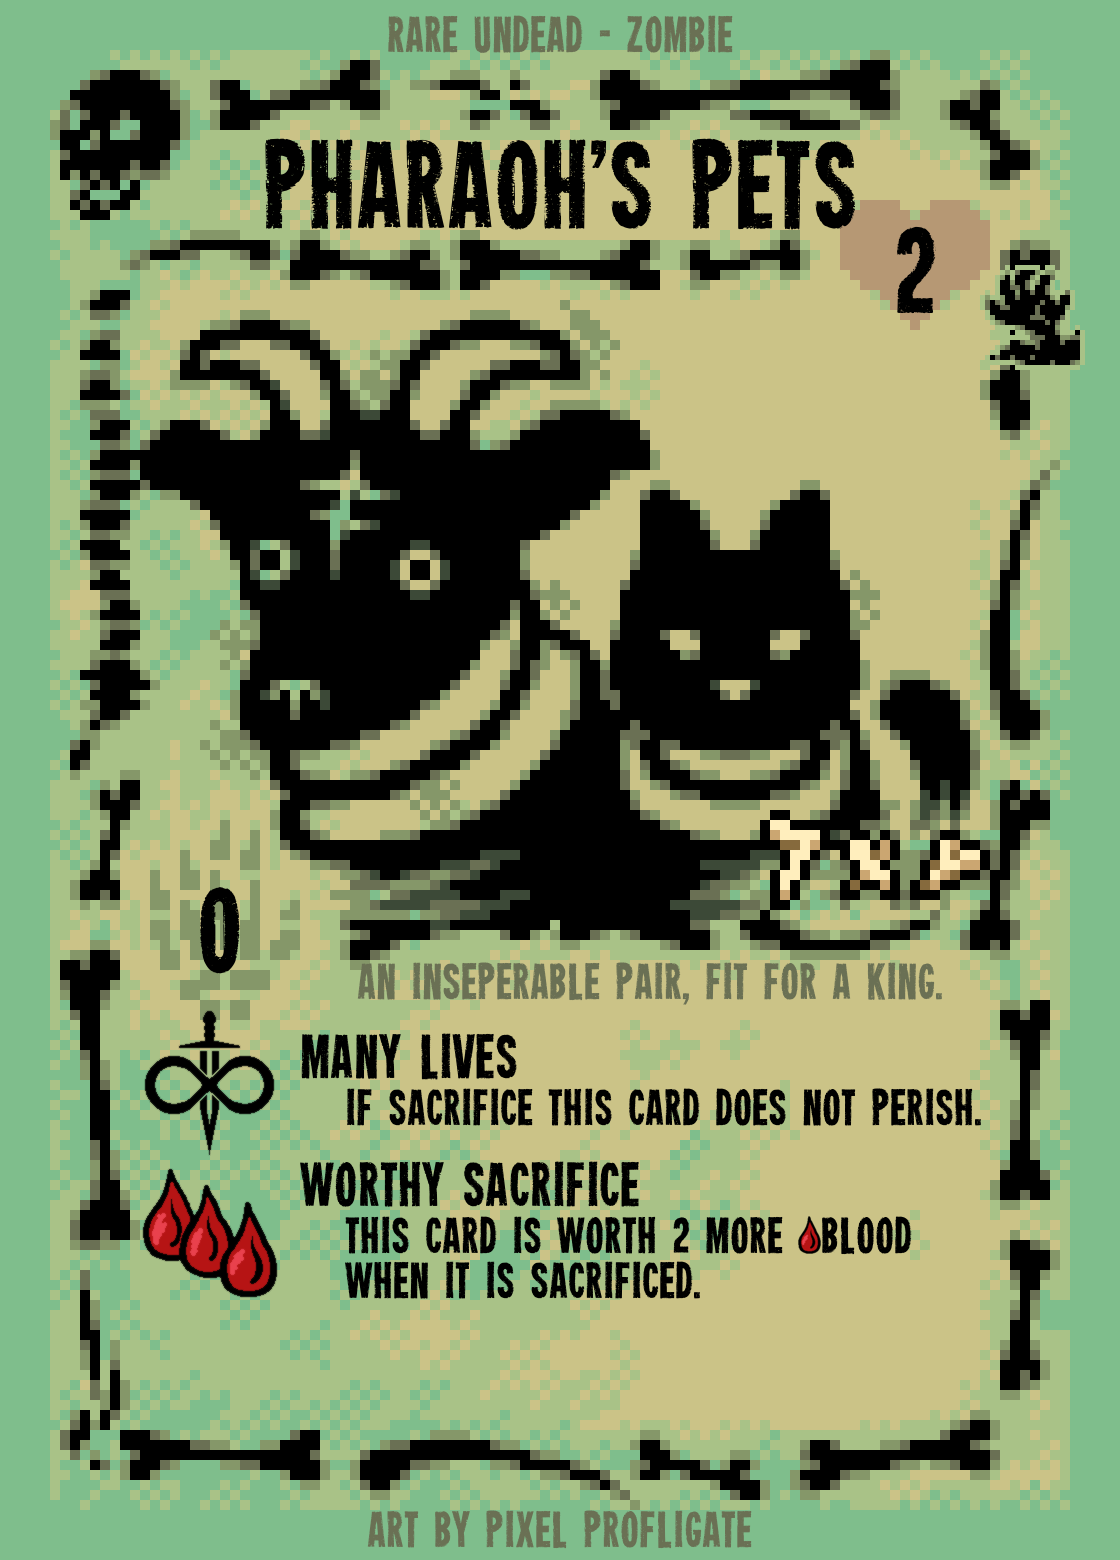 RARE UNDEAD - ZOMBIE
PHARAOH'S PETS
2
7 X
0
AN INSEPERABLE PAIR, FIT FOR A KING.
MANY LIVES
IF SACRIFICE THIS CARD DOES NOT PERISH.
WORTHY SACRIFICE
THIS CARD IS WORTH 2 MORE BLOOD
WHEN IT IS SACRIFICED.
ART BY PIXEL PROFLIGATE